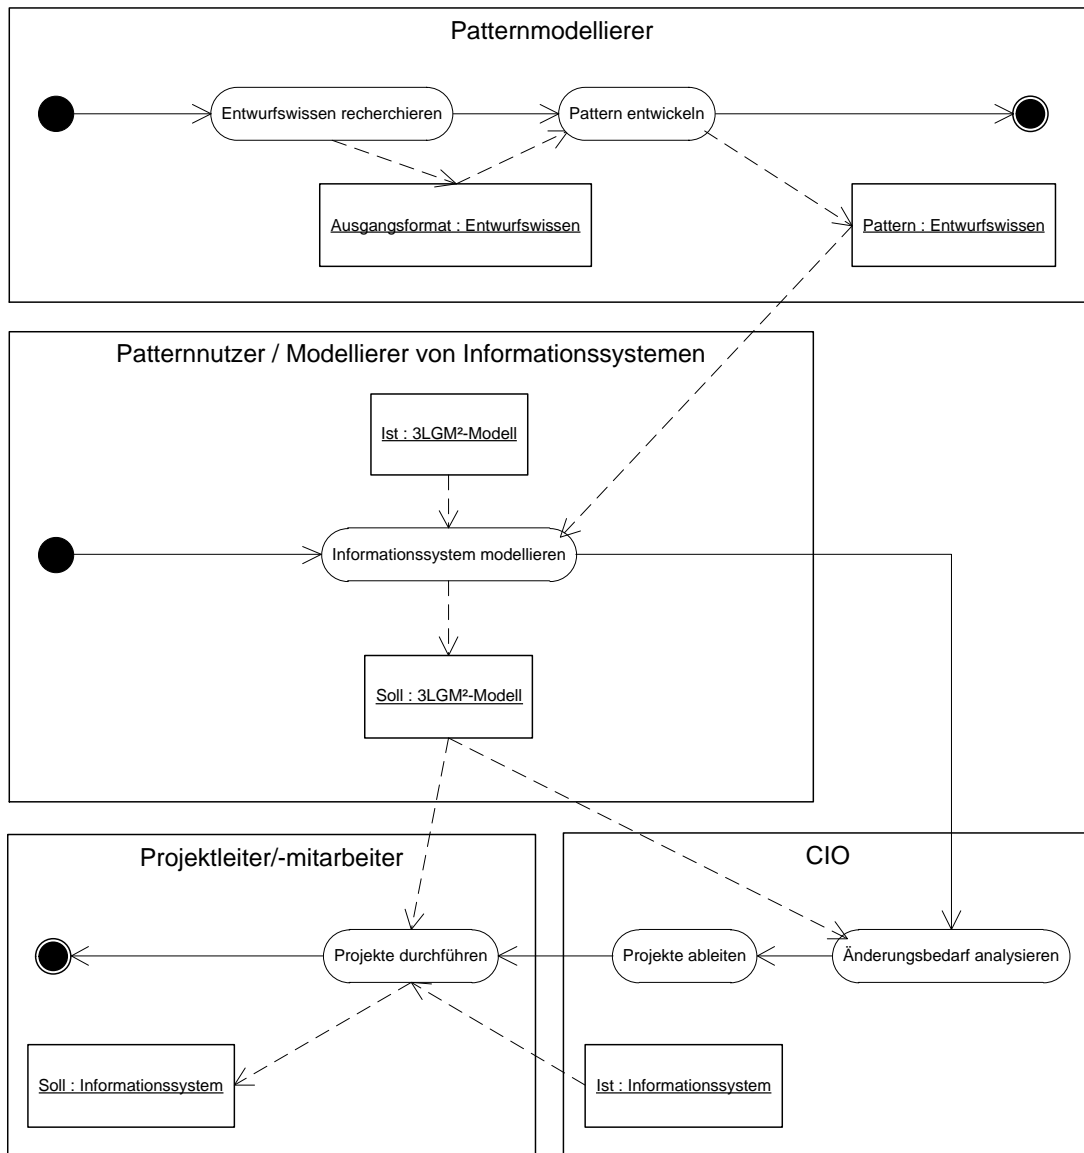 Patternmodellierer
Entwurfswissen recherchieren
Pattern entwickeln
Ausgangsformat : Entwurfswissen
Pattern : Entwurfswissen
Patternnutzer / Modellierer von Informationssystemen
Ist : 3LGM²-Modell
Informationssystem modellieren
Soll : 3LGM²-Modell
Projektleiter/-mitarbeiter
CIO
Projekte durchführen
Projekte ableiten
Änderungsbedarf analysieren
Soll : Informationssystem
Ist : Informationssystem